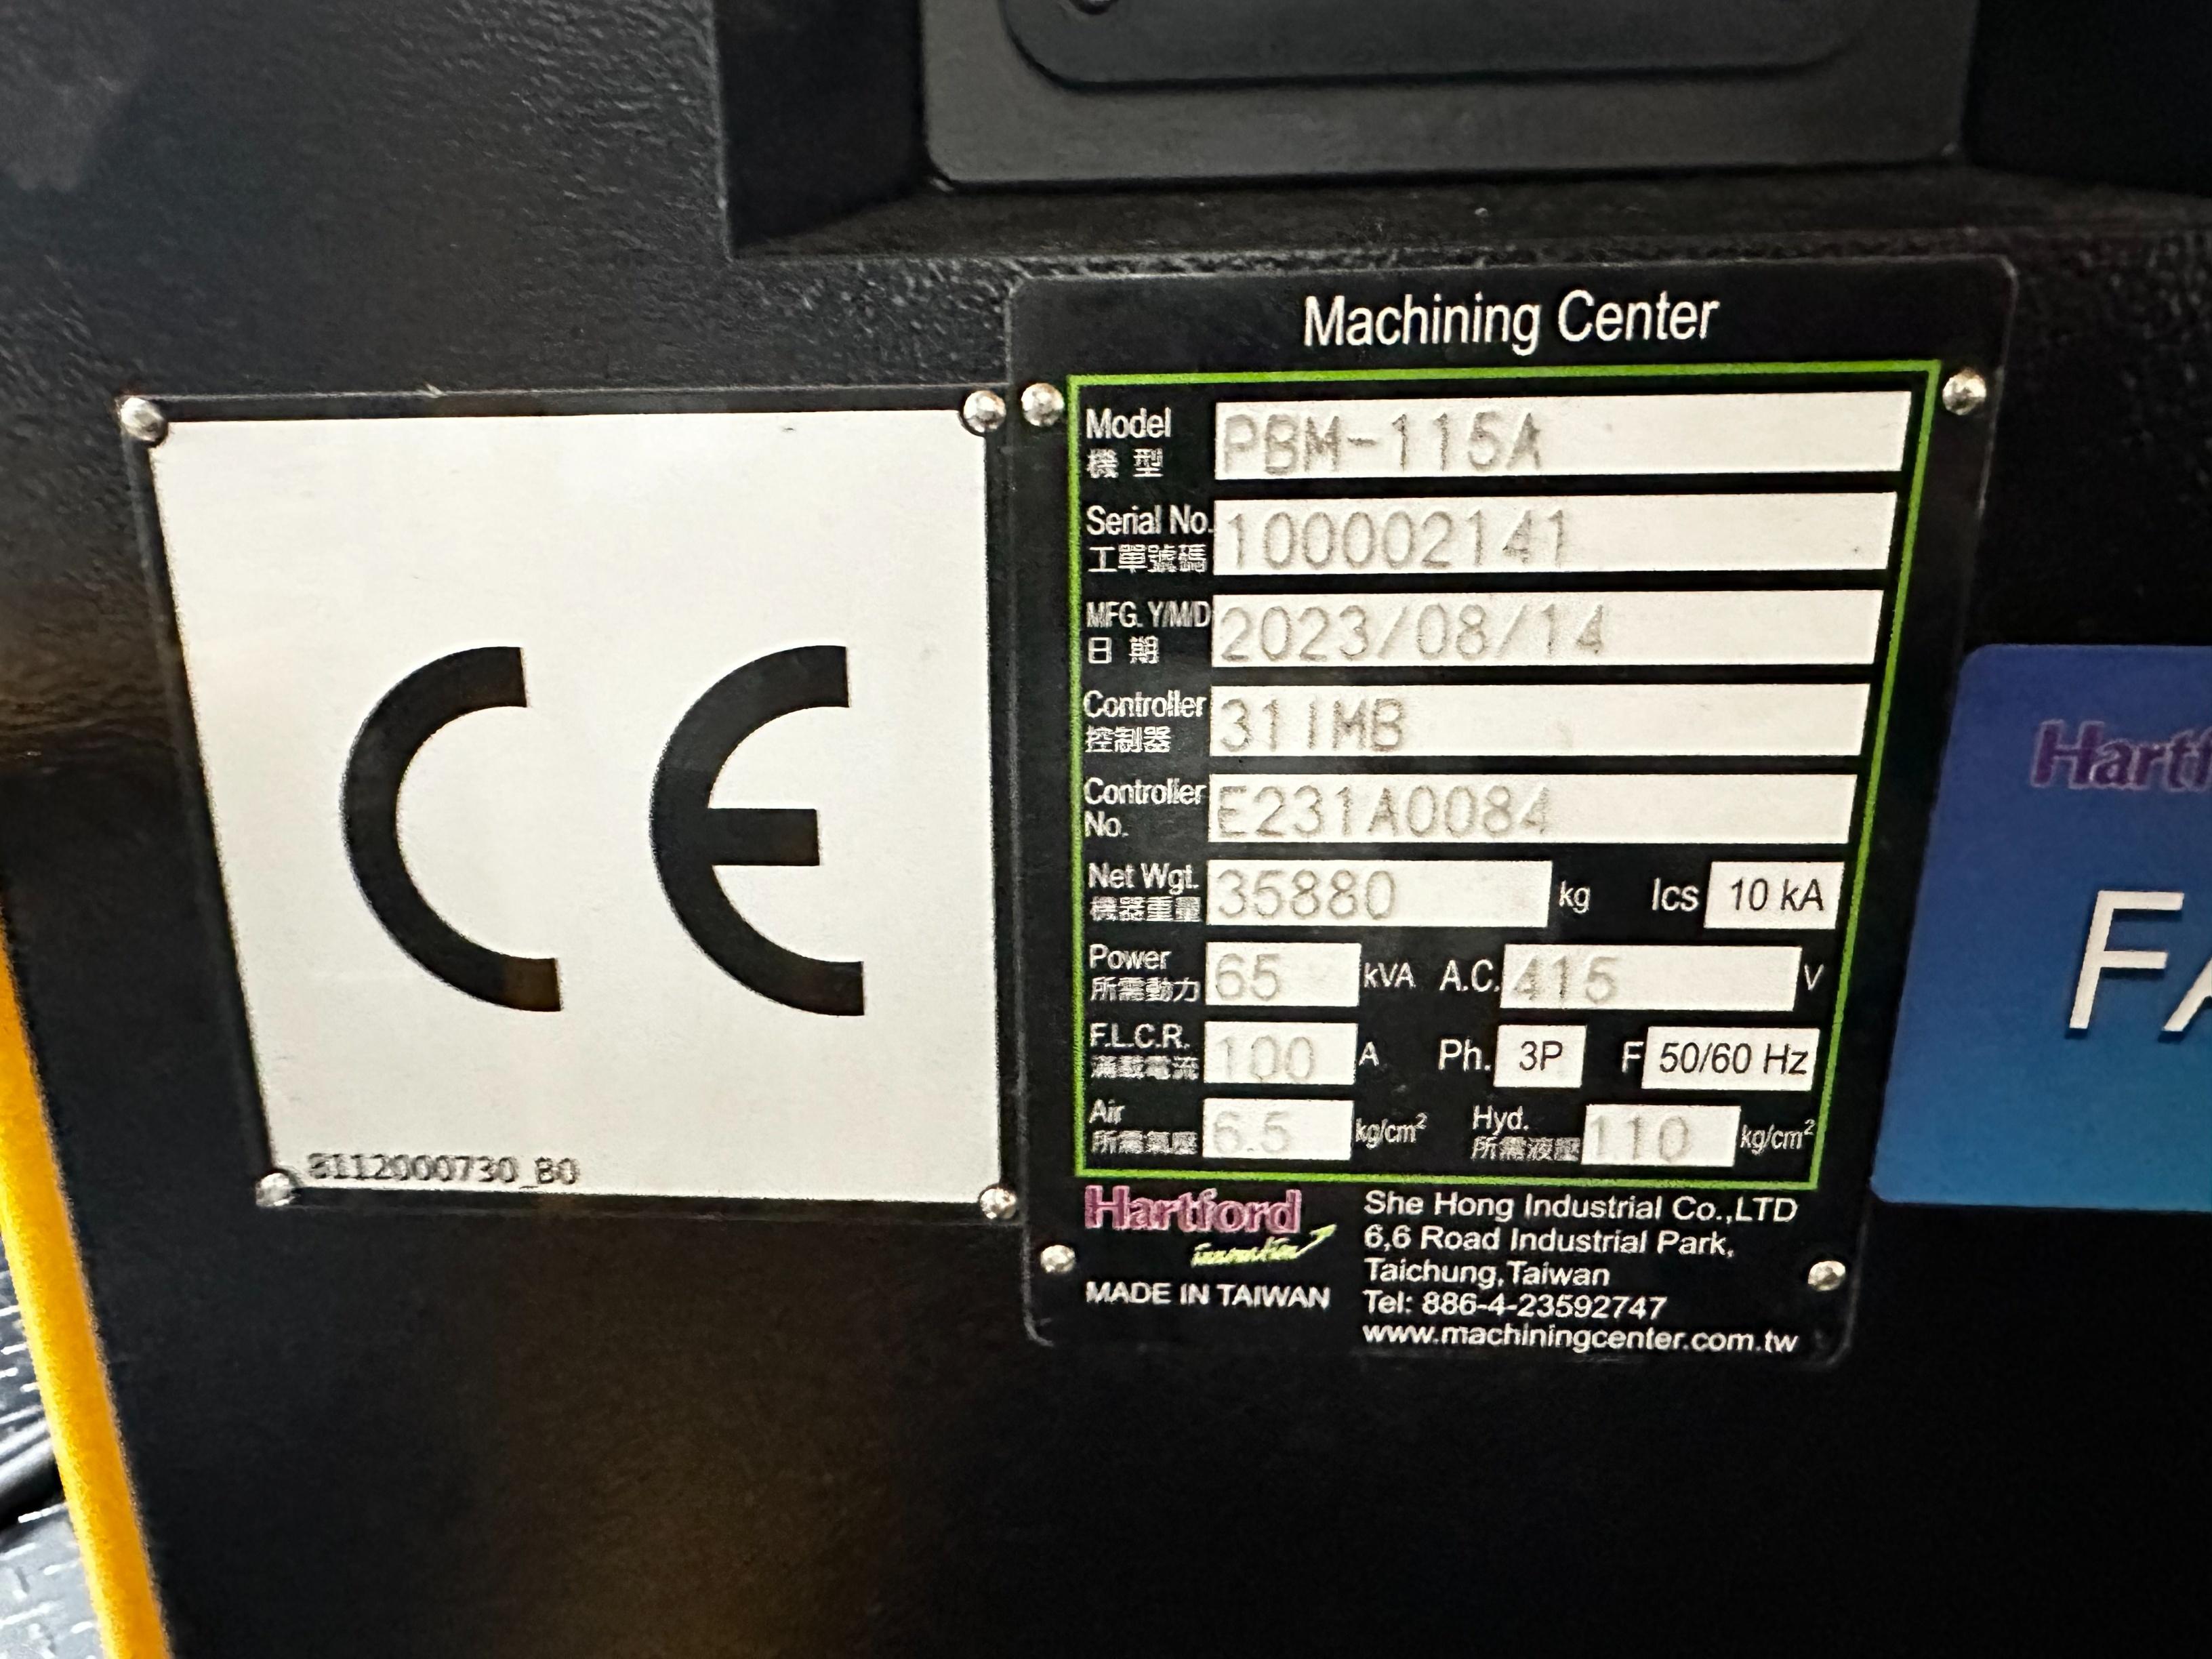 CE
8112000730_B0
Machining Center
Model PBM-115A
機 型
Serial No. 100002141
工單號碼
MFG. Y/M/D 2023/08/14
日 期
Controller 31IMB
控制器
Controller E231A0084
No.
Net Wgt. 35880 kg Ics 10 kA
機器重量
Power 65 kVA A.C. 415 V
所需動力
F.L.C.R. 100 A Ph. 3P F 50/60 Hz
滿載電流
Air 6.5 kg/cm² Hyd. 110 kg/cm²
所需氣壓 所需液壓
Hartford
innovation
MADE IN TAIWAN
She Hong Industrial Co.,LTD
6,6 Road Industrial Park,
Taichung,Taiwan
Tel: 886-4-23592747
www.machiningcenter.com.tw
Hartf
FA